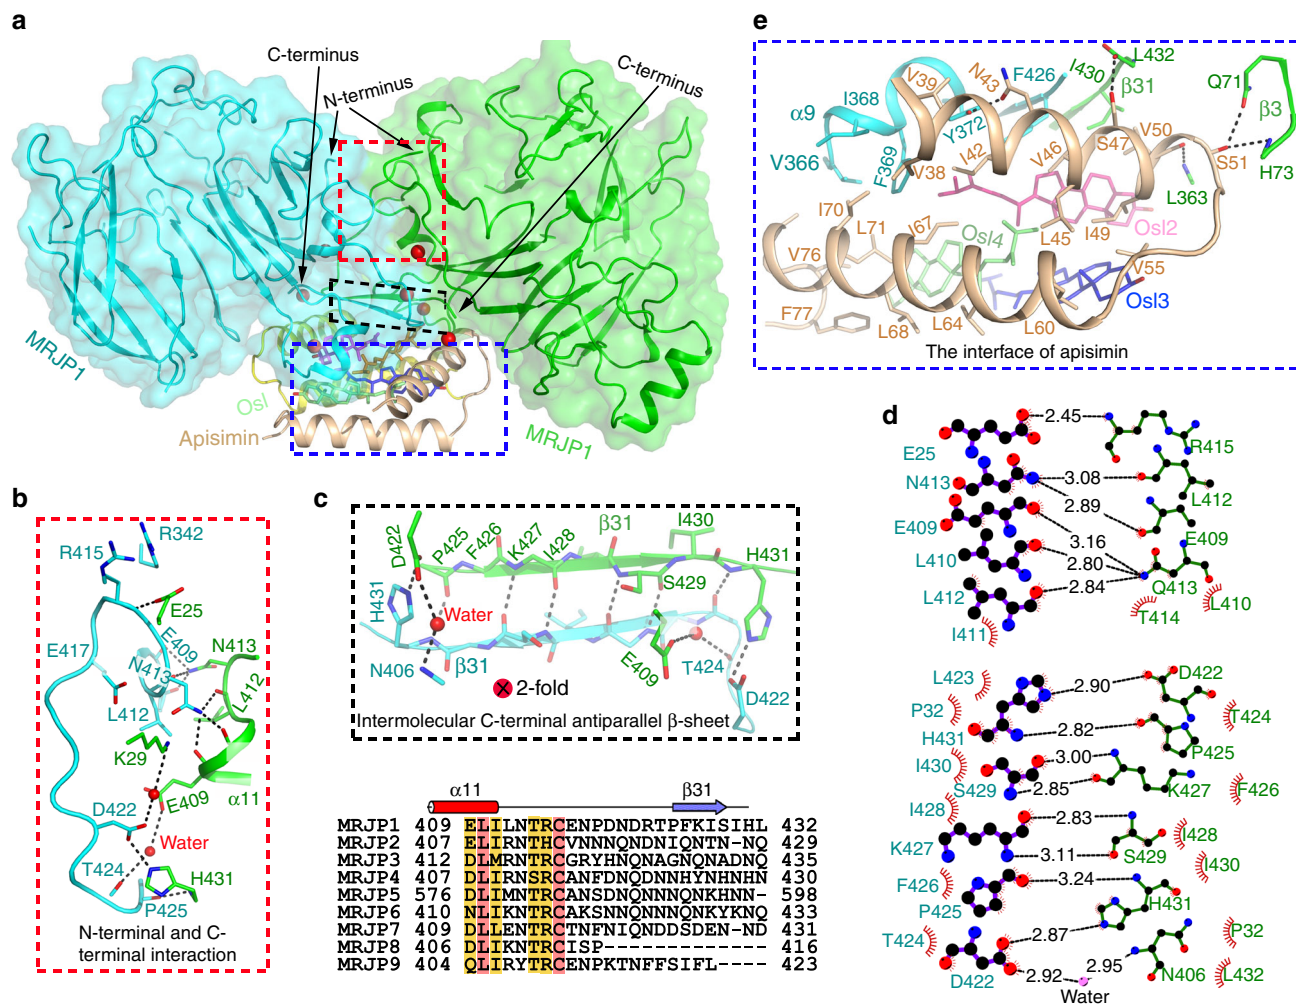 a
C-terminus
N-terminus
C-terminus
MRJP1
Osl
Apisimin
MRJP1
b
R342
R415
E25
E409
E417
N413
N413
L412
L412
K29
E409
α11
D422
Water
T424
H431
P425
N-terminal and C-
terminal interaction
c
D422
P425
F426
K427
I428
β31
I430
H431
S429
H431
Water
N406
β31
E409
T424
D422
2-fold
Intermolecular C-terminal antiparallel β-sheet
α11
β31
MRJP1 409 ELILNTRCENPDNDRTPFKISIHL 432
MRJP2 407 ELIRNTHCVNNNQNDNIQNTN-NQ 429
MRJP3 412 DLMRNTRCGRYHNQNAGNQNADNQ 435
MRJP4 407 DLIRNSRCANFDNQDNNHYNHNHN 430
MRJP5 576 DLIMNTRCANSDNQNNNQNKHNN- 598
MRJP6 410 NLIKNTRCAKSNNQNNNQNKYKNQ 433
MRJP7 409 DLLENTRCTNFNIQNDDSDEN-ND 431
MRJP8 406 DLIKNTRCISP------------- 416
MRJP9 404 QLIRYTRCENPKTNFFSIFL---- 423
e
L432
V39
N43
F426
I430
Q71
β31
β3
α9
I368
Y372
V50
S47
S51
V366
F369
V38
I42
V46
H73
L363
I70
I67
Osl2
L71
Osl4
L45
I49
V76
V55
Osl3
F77
L68
L64
L60
The interface of apisimin
d
2.45
E25
R415
N413
3.08
L412
2.89
E409
E409
3.16
L410
2.80
Q413
2.84
L412
L410
T414
I411
L423
D422
2.90
P32
T424
H431
2.82
P425
I430
3.00
S429
K427
F426
2.85
I428
2.83
I428
K427
S429
3.11
I430
F426
3.24
P425
H431
T424
2.87
P32
2.95
D422
2.92
N406
L432
Water